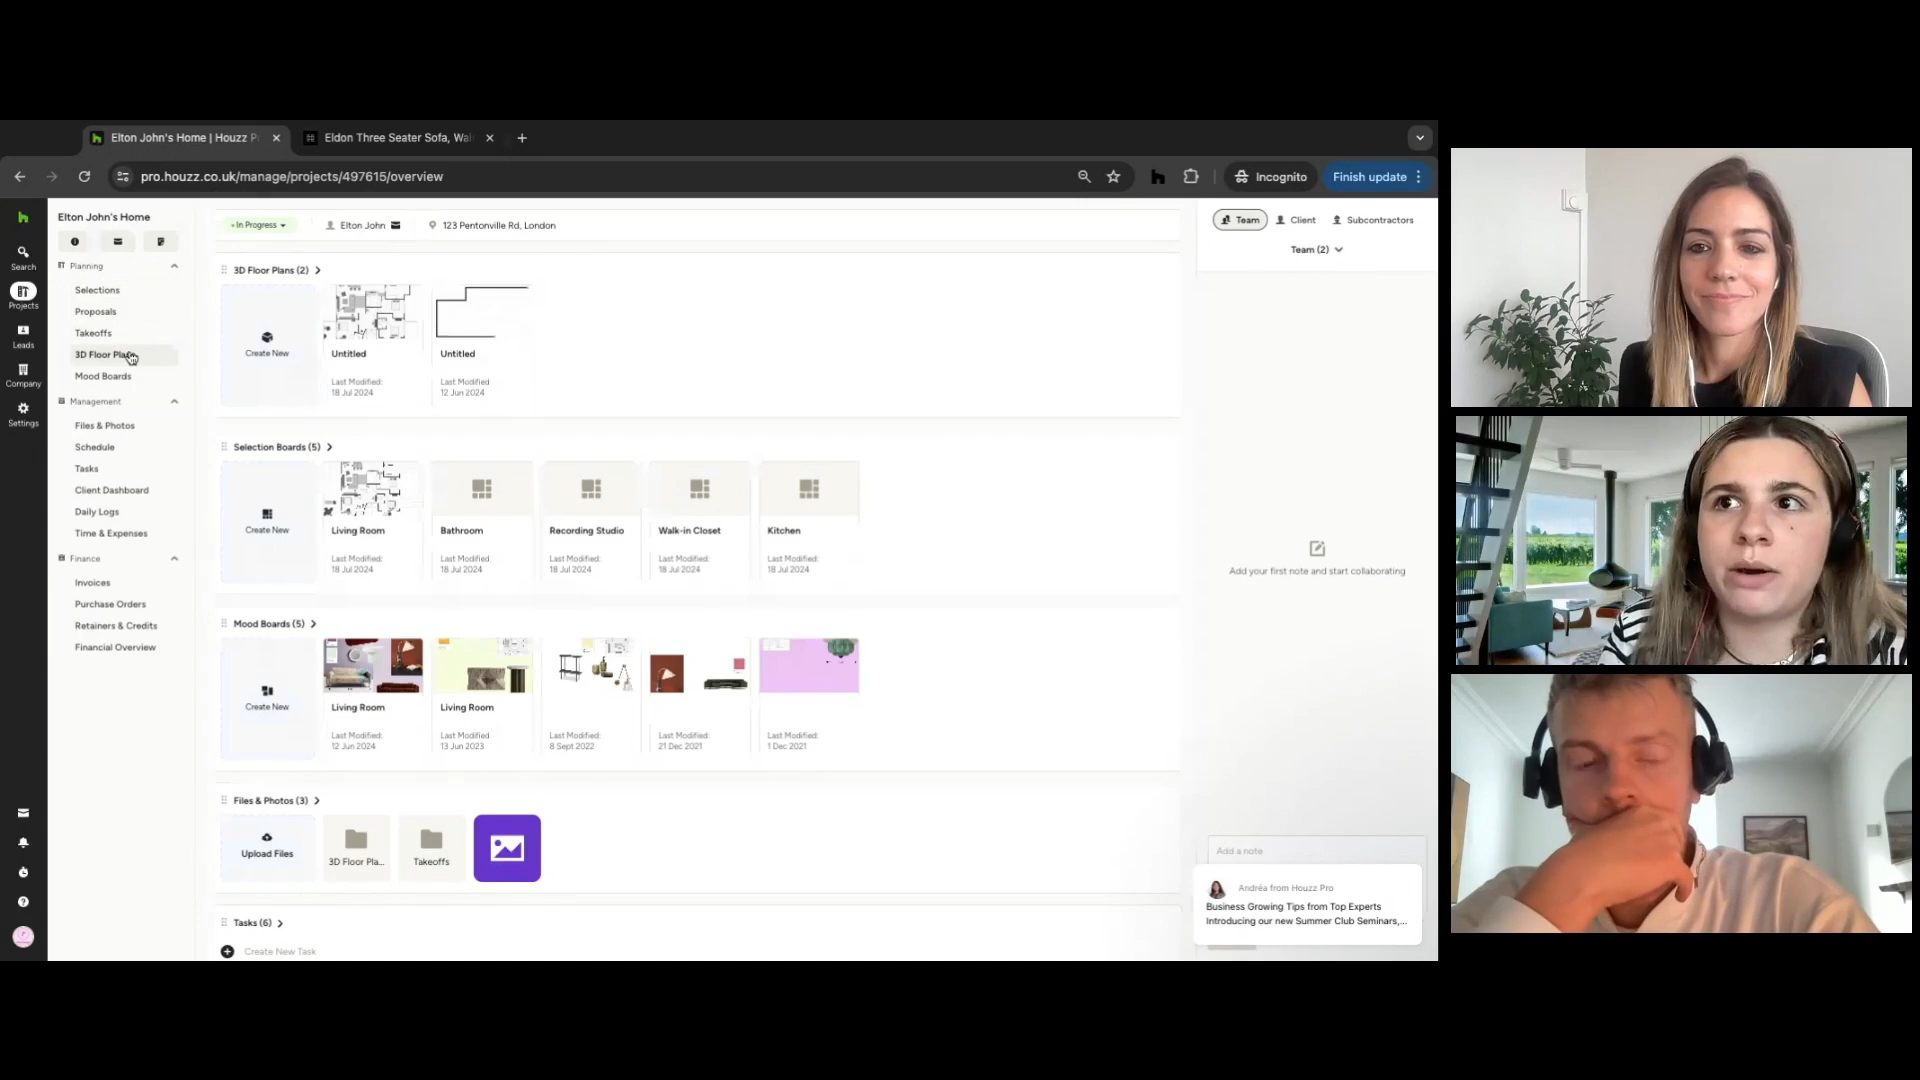 Elton John's Home | Houzz P
Eldon Three Seater Sofa, Wal
pro.houzz.co.uk/manage/projects/497615/overview
Incognito
Finish update
Elton John's Home
In Progress
Elton John
123 Pentonville Rd, London
Team
Client
Subcontractors
Team (2)
Search
Projects
Leads
Company
Settings
Planning
Selections
Proposals
Takeoffs
3D Floor Plans
Mood Boards
Management
Files & Photos
Schedule
Tasks
Client Dashboard
Daily Logs
Time & Expenses
Finance
Invoices
Purchase Orders
Retainers & Credits
Financial Overview
3D Floor Plans (2)
Create New
Untitled
Last Modified:
18 Jul 2024
Untitled
Last Modified
12 Jun 2024
Selection Boards (5)
Create New
Living Room
Last Modified:
18 Jul 2024
Bathroom
Last Modified
18 Jul 2024
Recording Studio
Last Modified:
18 Jul 2024
Walk-in Closet
Last Modified:
18 Jul 2024
Kitchen
Last Modified:
18 Jul 2024
Mood Boards (5)
Create New
Living Room
Last Modified:
12 Jun 2024
Living Room
Last Modified
13 Jun 2023
Last Modified:
8 Sept 2022
Last Modified:
21 Dec 2021
Last Modified:
1 Dec 2021
Files & Photos (3)
Upload Files
3D Floor Pla...
Takeoffs
Tasks (6)
Create New Task
Add your first note and start collaborating
Add a note
Andréa from Houzz Pro
Business Growing Tips from Top Experts
Introducing our new Summer Club Seminars,...